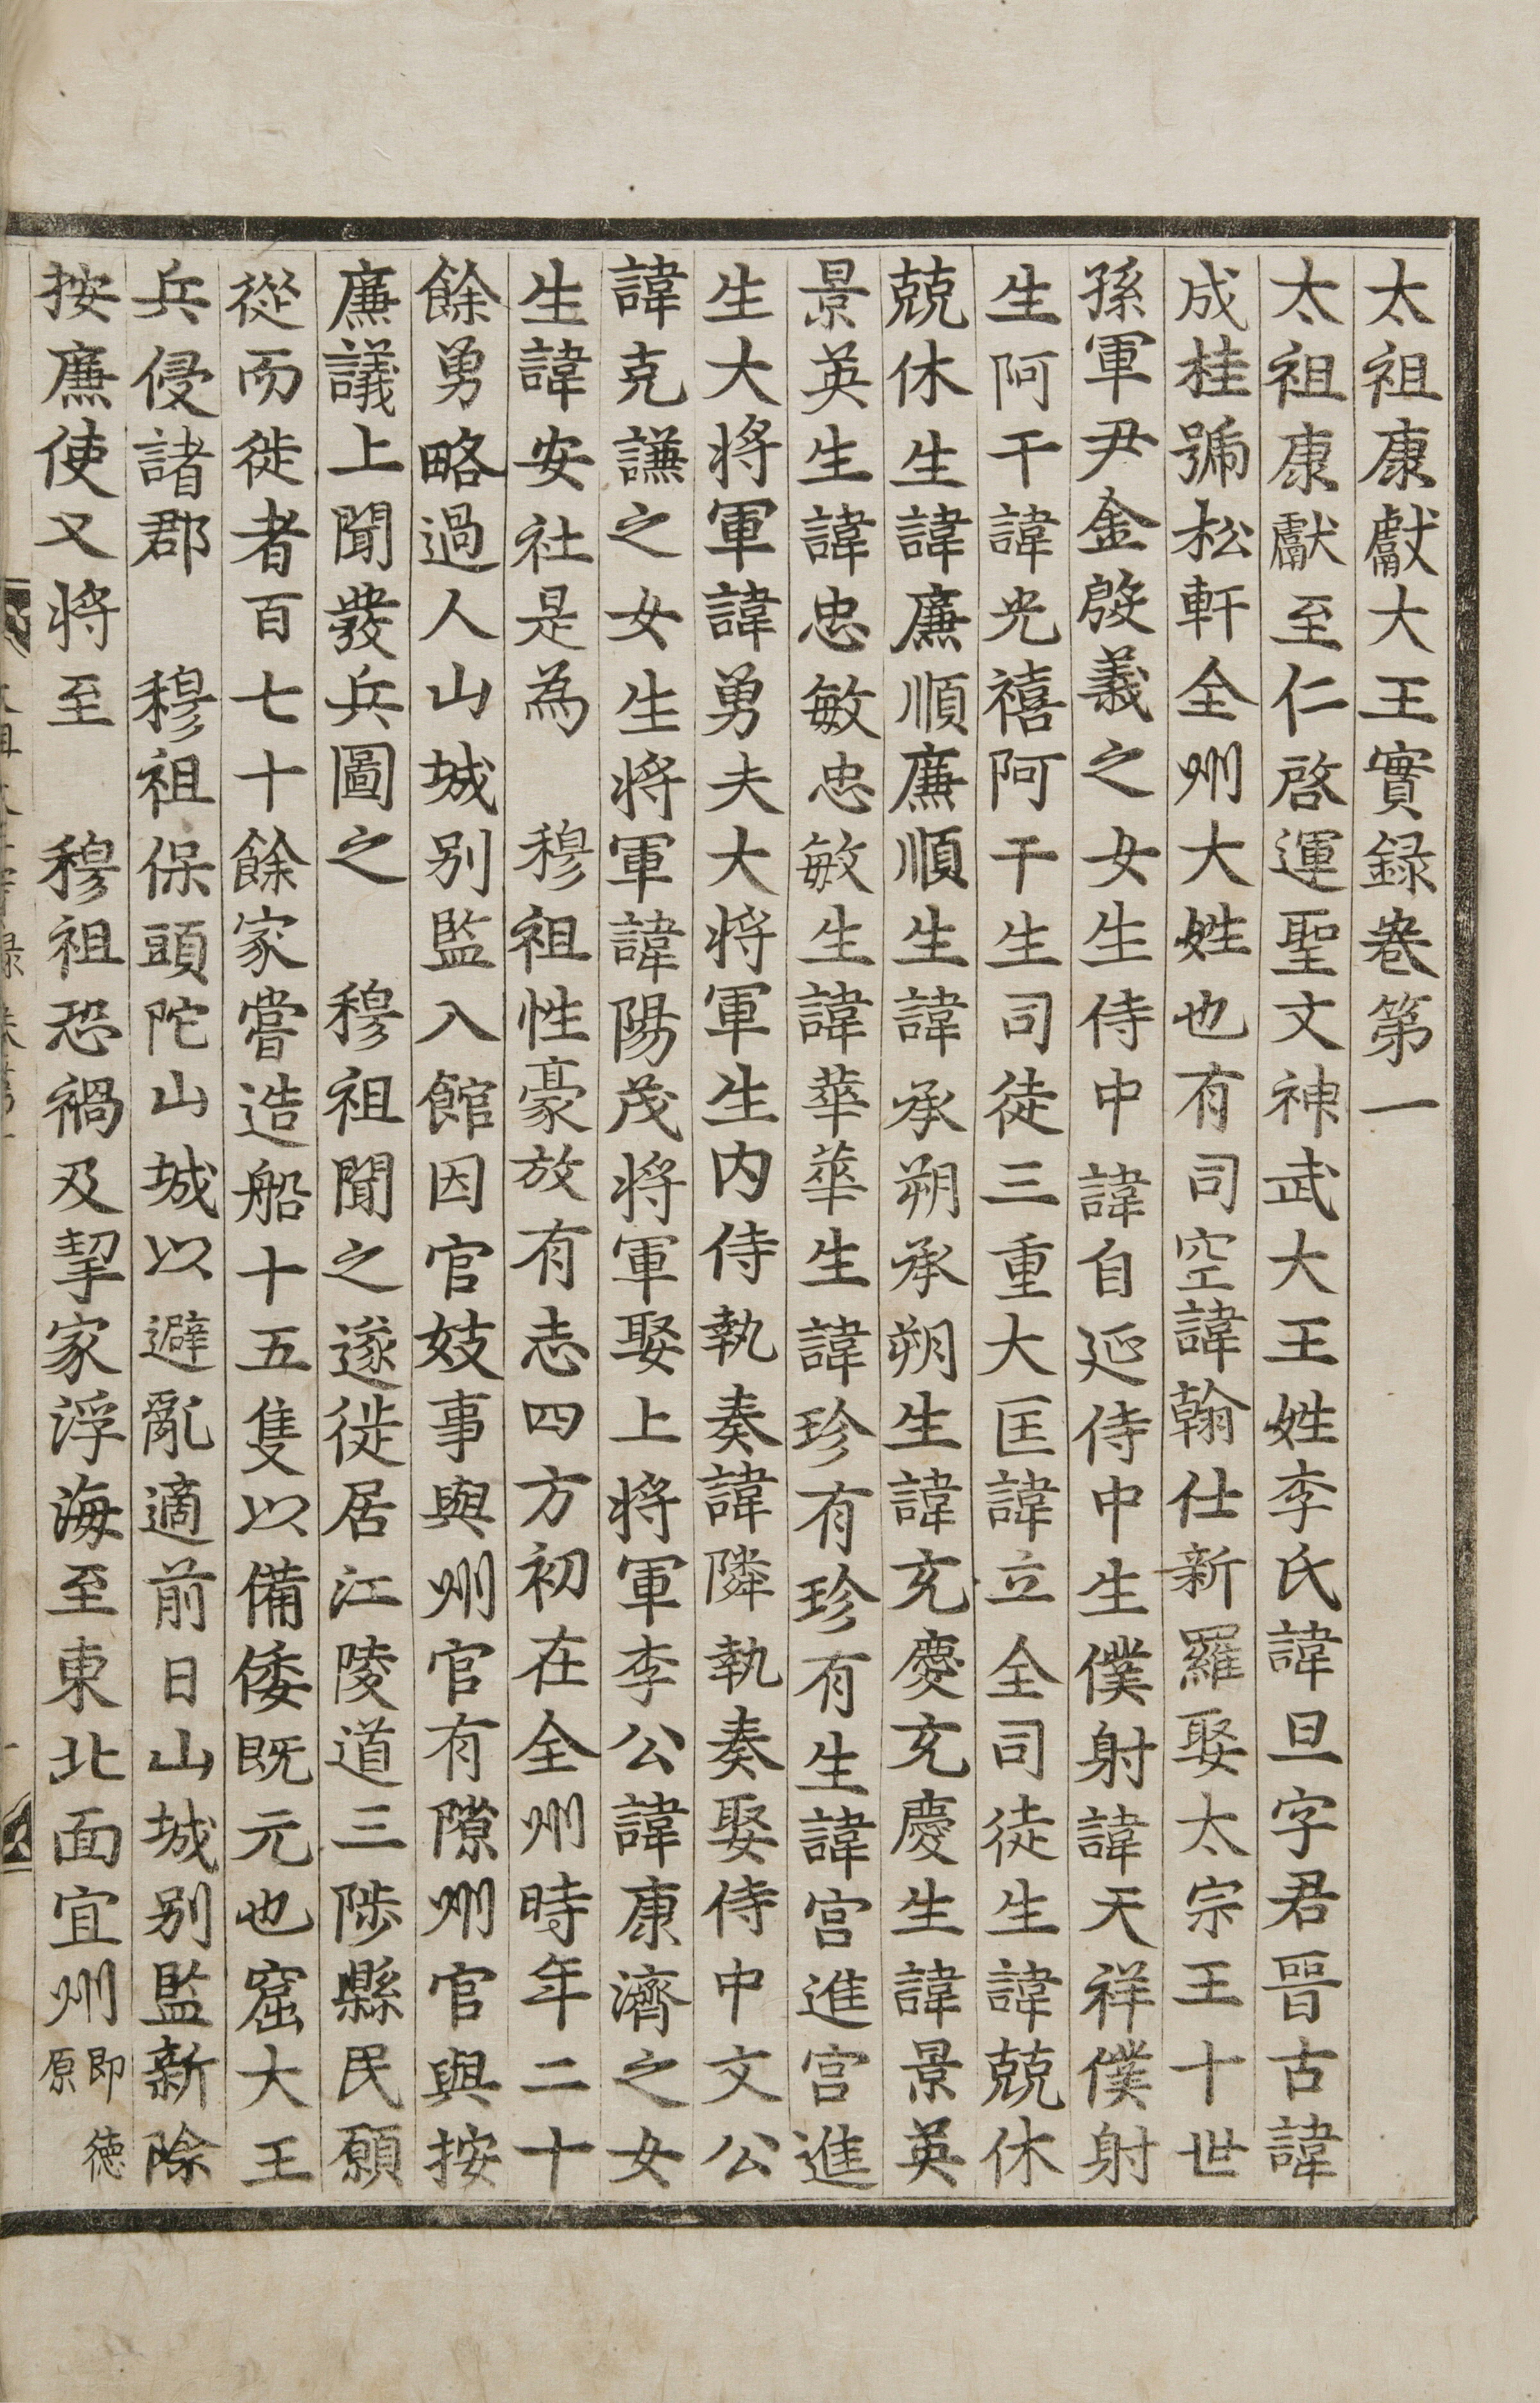 太祖康獻大王實録卷第一
太祖康獻至仁啓運聖文神武大王姓李氏諱旦字君晉古諱
成桂號松軒全州大姓也有司空諱翰仕新羅娶太宗王十世
孫軍尹金殷義之女生侍中諱自延侍中生僕射諱天祥僕射
生阿干諱光禧阿干生司徒三重大匡諱立全司徒生諱兢休
兢休生諱廉順廉順生諱承朔承朔生諱充慶充慶生諱景英
景英生諱忠敏忠敏生諱華華生諱珍有珍有生諱宮進宮進
生大将軍諱勇夫大将軍生内侍執奏諱隣執奏娶侍中文公
諱克謙之女生将軍諱陽茂将軍娶上将軍李公諱康濟之女
生諱安社是為　穆祖性豪放有志四方初在全州時年二十
餘勇略過人山城别監入館因官妓事與州官有隙州官與按
廉議上聞發兵圖之　穆祖聞之遂徙居江陵道三陟縣民願
從而徙者百七十餘家嘗造船十五隻以備倭既元也窟大王
兵侵諸郡　穆祖保頭陀山城以避亂適前日山城别監新除
按廉使又将至　穆祖恐禍及挈家浮海至東北面宜州即德原